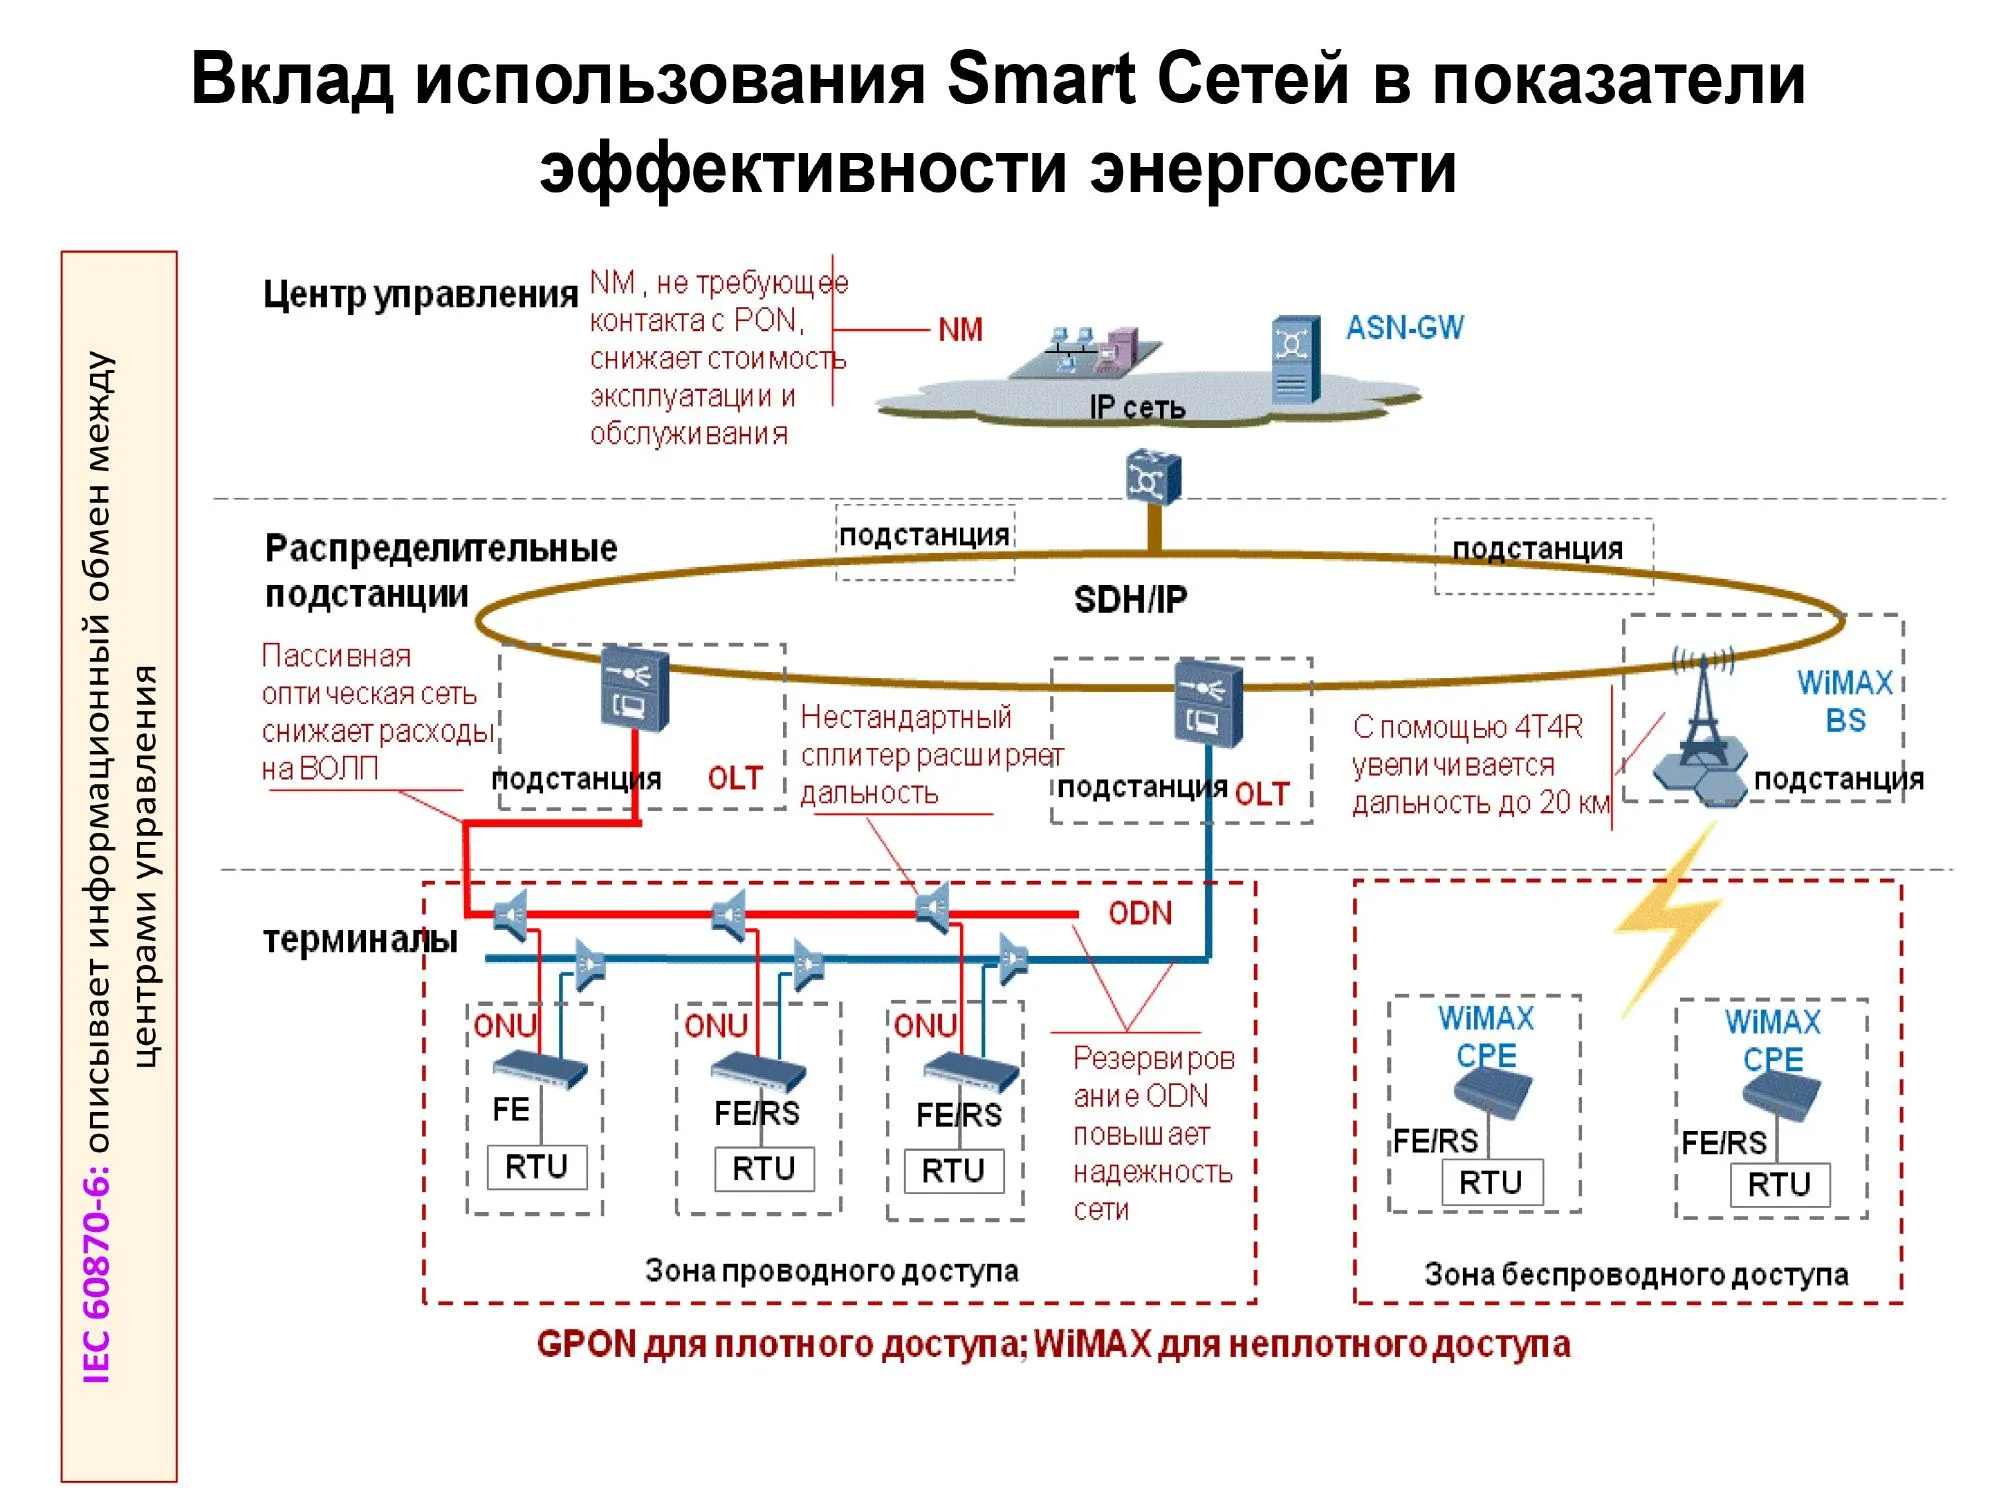 Вклад использования Smart Сетей в показатели
эффективности энергосети
IEC 60870-6: описывает информационный обмен между
центрами управления
Центр управления
NM , не требующее
контакта с PON,
снижает стоимость
эксплуатации и
обслуживания
NM
ASN-GW
IP сеть
Распределительные
подстанции
подстанция
подстанция
SDH/IP
Пассивная
оптическая сеть
снижает расходы
на ВОЛП
подстанция
OLT
Нестандартный
сплитер расширяет
дальность
подстанция
OLT
С помощью 4T4R
увеличивается
дальность до 20 км
WiMAX
BS
подстанция
терминалы
ODN
ONU
ONU
ONU
FE
FE/RS
FE/RS
RTU
RTU
RTU
Резервиров
ание ODN
повышает
надежность
сети
WiMAX
CPE
WiMAX
CPE
FE/RS
FE/RS
RTU
RTU
Зона проводного доступа
Зона беспроводного доступа
GPON для плотного доступа; WiMAX для неплотного доступа